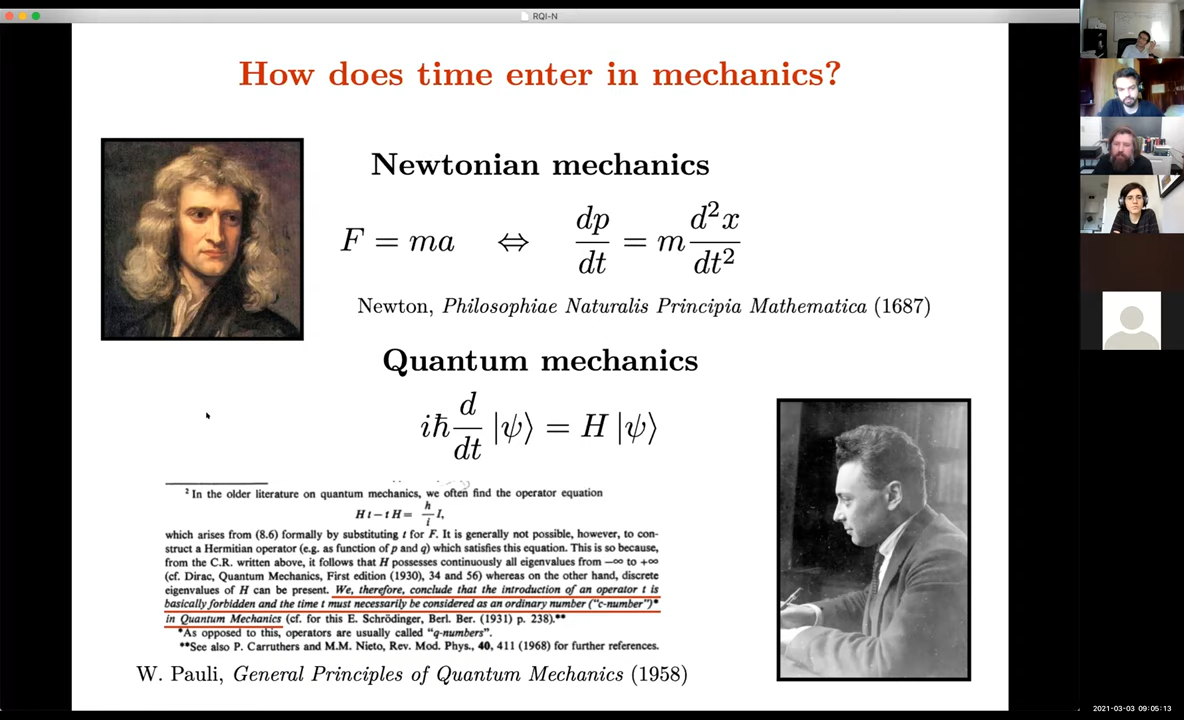 RQI-N
How does time enter in mechanics?
Newtonian mechanics
F = ma ⇔ dp/dt = m d²x/dt²
Newton, Philosophiae Naturalis Principia Mathematica (1687)
Quantum mechanics
iħ d/dt |ψ⟩ = H |ψ⟩
² In the older literature on quantum mechanics, we often find the operator equation
Ht − tH = h/i I,
which arises from (8.6) formally by substituting t for F. It is generally not possible, however, to con-
struct a Hermitian operator (e.g. as function of p and q) which satisfies this equation. This is so because,
from the C.R. written above, it follows that H possesses continuously all eigenvalues from −∞ to +∞
(cf. Dirac, Quantum Mechanics, First edition (1930), 34 and 56) whereas on the other hand, discrete
eigenvalues of H can be present. We, therefore, conclude that the introduction of an operator t is
basically forbidden and the time t must necessarily be considered as an ordinary number ("c-number")*
in Quantum Mechanics (cf. for this E. Schrödinger, Berl. Ber. (1931) p. 238).**
*As opposed to this, operators are usually called "q-numbers".
**See also P. Carruthers and M.M. Nieto, Rev. Mod. Phys., 40, 411 (1968) for further references.
W. Pauli, General Principles of Quantum Mechanics (1958)
2021-03-03 09:05:13